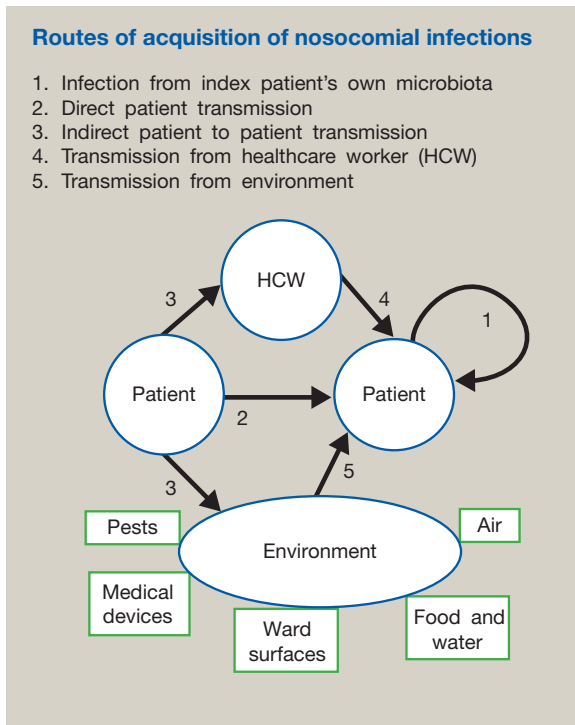 Routes of acquisition of nosocomial infections
1. Infection from index patient's own microbiota
2. Direct patient transmission
3. Indirect patient to patient transmission
4. Transmission from healthcare worker (HCW)
5. Transmission from environment
HCW
3
4
1
Patient
Patient
2
3
5
Pests
Air
Environment
Medical
devices
Ward
surfaces
Food and
water